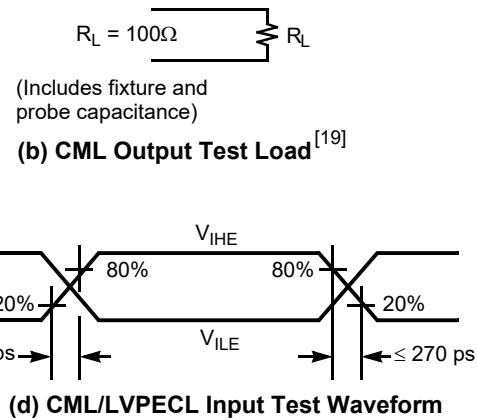 R_L = 100Ω
R_L
(Includes fixture and
probe capacitance)
(b) CML Output Test Load[19]
V_IHE
80% 80%
20% 20%
V_ILE
ps ≤ 270 ps
(d) CML/LVPECL Input Test Waveform